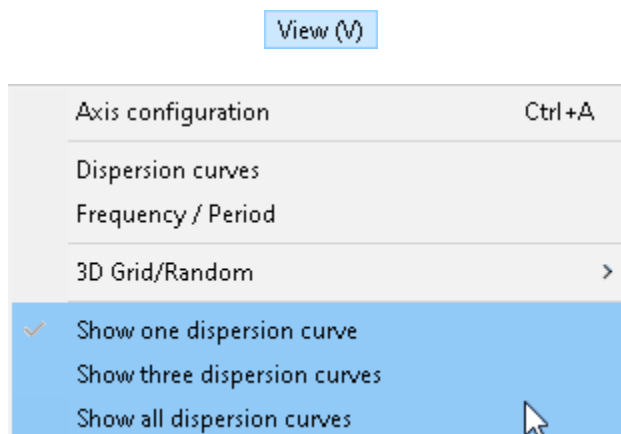 View (V)
Axis configuration Ctrl+A
Dispersion curves
Frequency / Period
3D Grid/Random
Show one dispersion curve
Show three dispersion curves
Show all dispersion curves